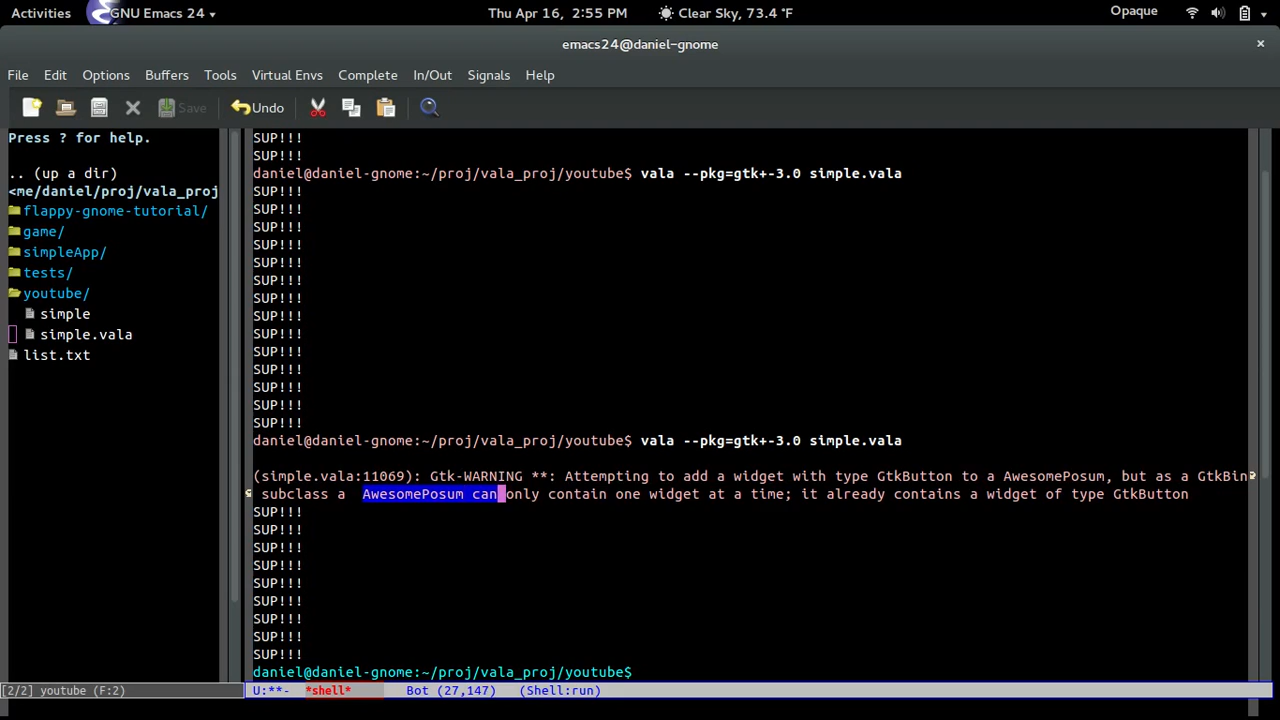 Activities GNU Emacs 24 Thu Apr 16, 2:55 PM Clear Sky, 73.4 °F Opaque
emacs24@daniel-gnome
File Edit Options Buffers Tools Virtual Envs Complete In/Out Signals Help
Save Undo
Press ? for help.
.. (up a dir)
<me/daniel/proj/vala_proj
flappy-gnome-tutorial/
game/
simpleApp/
tests/
youtube/
simple
simple.vala
list.txt
[2/2] youtube (F:2)
SUP!!!
SUP!!!
daniel@daniel-gnome:~/proj/vala_proj/youtube$ vala --pkg=gtk+-3.0 simple.vala
SUP!!!
SUP!!!
SUP!!!
SUP!!!
SUP!!!
SUP!!!
SUP!!!
SUP!!!
SUP!!!
SUP!!!
SUP!!!
SUP!!!
SUP!!!
SUP!!!
daniel@daniel-gnome:~/proj/vala_proj/youtube$ vala --pkg=gtk+-3.0 simple.vala
(simple.vala:11069): Gtk-WARNING **: Attempting to add a widget with type GtkButton to a AwesomePosum, but as a GtkBin
subclass a AwesomePosum can only contain one widget at a time; it already contains a widget of type GtkButton
SUP!!!
SUP!!!
SUP!!!
SUP!!!
SUP!!!
SUP!!!
SUP!!!
SUP!!!
SUP!!!
daniel@daniel-gnome:~/proj/vala_proj/youtube$
U:**- *shell* Bot (27,147) (Shell:run)